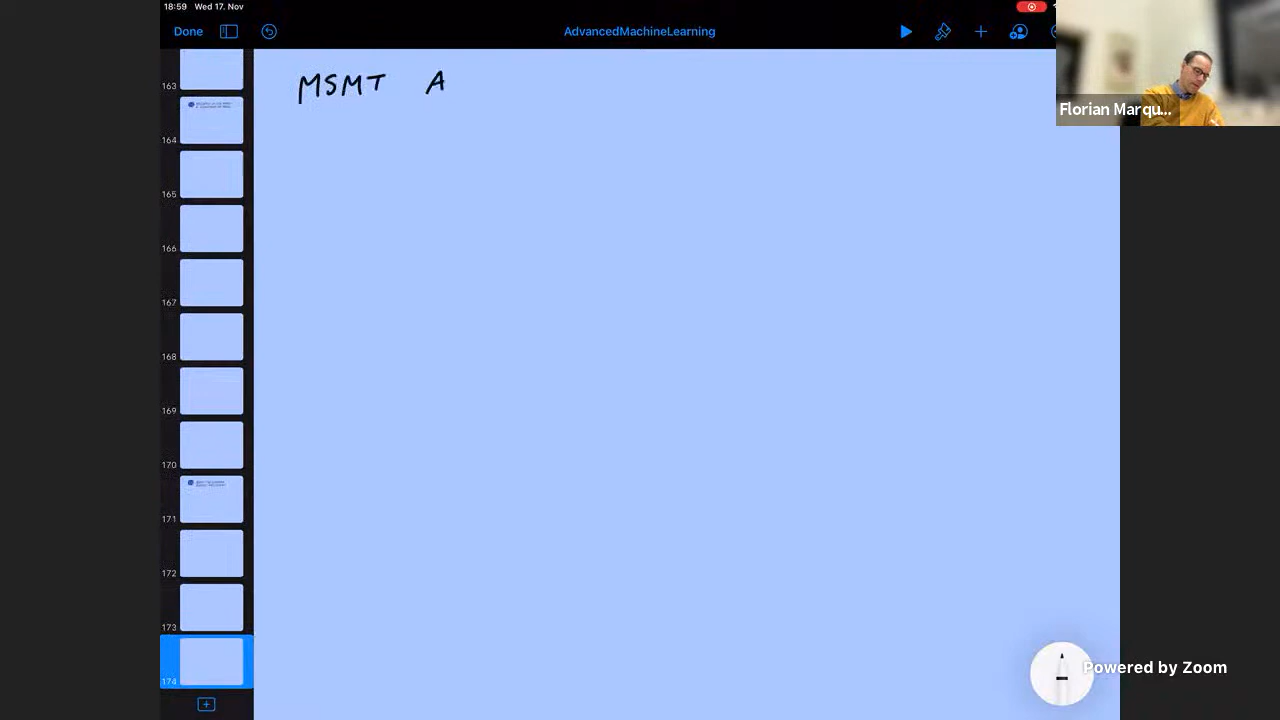 18:59 Wed 17. Nov
Done
AdvancedMachineLearning
MSMT A
Florian Marqu...
163
164
165
166
167
168
169
170
171
172
173
174
Powered by Zoom